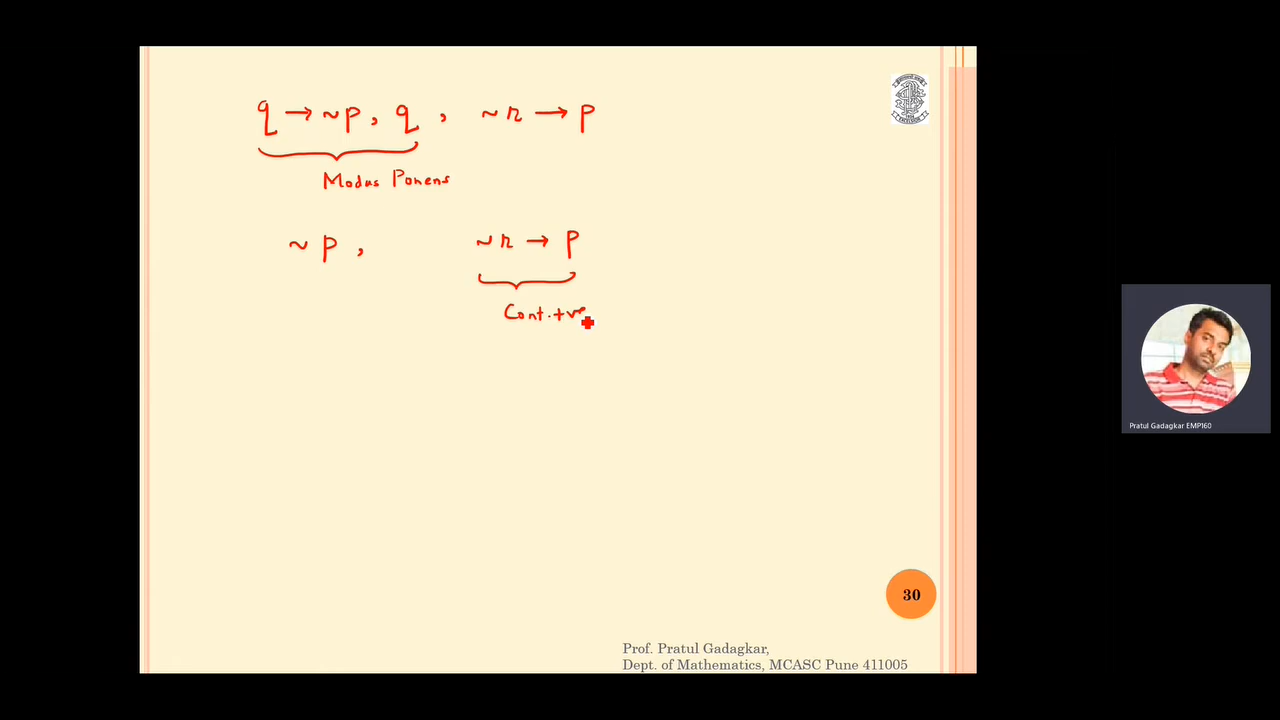 q → ~p, q, ~r → p
Modus Ponens
~p, ~r → p
Cont.+ve
30
Prof. Pratul Gadagkar,
Dept. of Mathematics, MCASC Pune 411005
Pratul Gadagkar EMP160